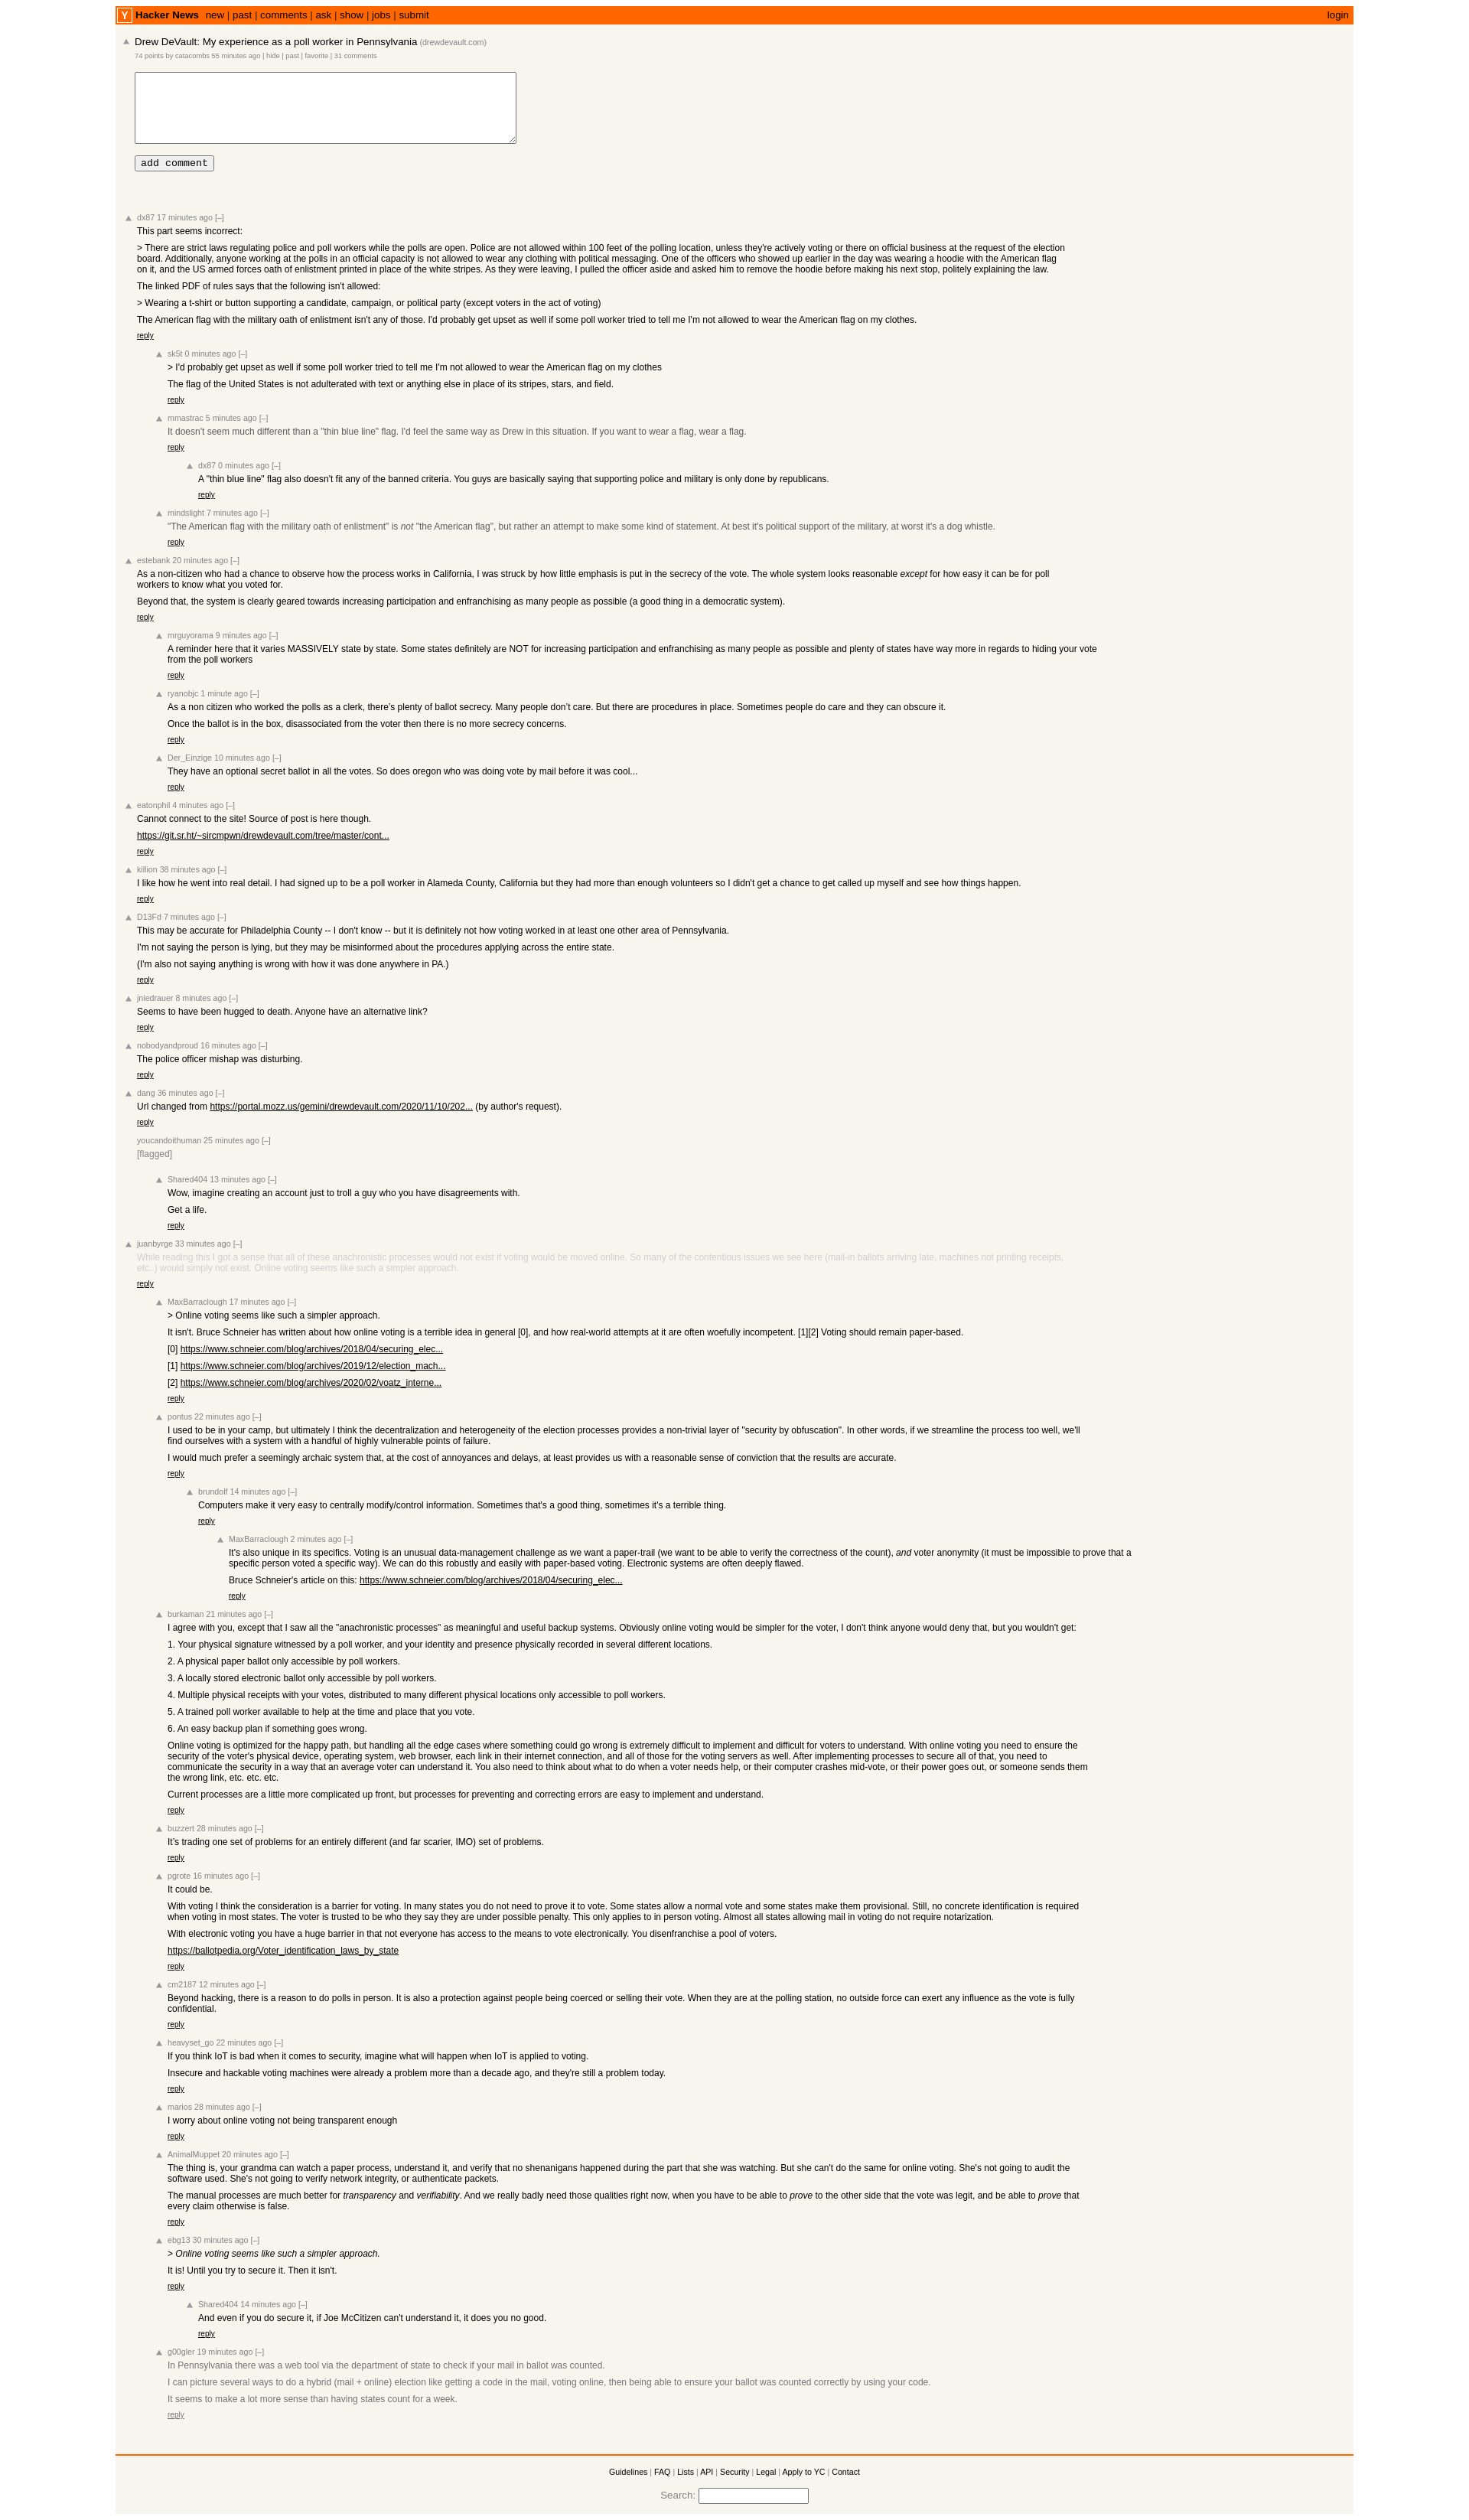 Y Hacker News new | past | comments | ask | show | jobs | submit login
Drew DeVault: My experience as a poll worker in Pennsylvania (drewdevault.com)
74 points by catacombs 55 minutes ago | hide | past | favorite | 31 comments
add comment
dx87 17 minutes ago [–]
This part seems incorrect:
> There are strict laws regulating police and poll workers while the polls are open. Police are not allowed within 100 feet of the polling location, unless they're actively voting or there on official business at the request of the election
board. Additionally, anyone working at the polls in an official capacity is not allowed to wear any clothing with political messaging. One of the officers who showed up earlier in the day was wearing a hoodie with the American flag
on it, and the US armed forces oath of enlistment printed in place of the white stripes. As they were leaving, I pulled the officer aside and asked him to remove the hoodie before making his next stop, politely explaining the law.
The linked PDF of rules says that the following isn't allowed:
> Wearing a t-shirt or button supporting a candidate, campaign, or political party (except voters in the act of voting)
The American flag with the military oath of enlistment isn't any of those. I'd probably get upset as well if some poll worker tried to tell me I'm not allowed to wear the American flag on my clothes.
reply
sk5t 0 minutes ago [–]
> I'd probably get upset as well if some poll worker tried to tell me I'm not allowed to wear the American flag on my clothes
The flag of the United States is not adulterated with text or anything else in place of its stripes, stars, and field.
reply
mmastrac 5 minutes ago [–]
It doesn't seem much different than a "thin blue line" flag. I'd feel the same way as Drew in this situation. If you want to wear a flag, wear a flag.
reply
dx87 0 minutes ago [–]
A "thin blue line" flag also doesn't fit any of the banned criteria. You guys are basically saying that supporting police and military is only done by republicans.
reply
mindslight 7 minutes ago [–]
"The American flag with the military oath of enlistment" is not "the American flag", but rather an attempt to make some kind of statement. At best it's political support of the military, at worst it's a dog whistle.
reply
estebank 20 minutes ago [–]
As a non-citizen who had a chance to observe how the process works in California, I was struck by how little emphasis is put in the secrecy of the vote. The whole system looks reasonable except for how easy it can be for poll
workers to know what you voted for.
Beyond that, the system is clearly geared towards increasing participation and enfranchising as many people as possible (a good thing in a democratic system).
reply
mrguyorama 9 minutes ago [–]
A reminder here that it varies MASSIVELY state by state. Some states definitely are NOT for increasing participation and enfranchising as many people as possible and plenty of states have way more in regards to hiding your vote
from the poll workers
reply
ryanobjc 1 minute ago [–]
As a non citizen who worked the polls as a clerk, there’s plenty of ballot secrecy. Many people don’t care. But there are procedures in place. Sometimes people do care and they can obscure it.
Once the ballot is in the box, disassociated from the voter then there is no more secrecy concerns.
reply
Der_Einzige 10 minutes ago [–]
They have an optional secret ballot in all the votes. So does oregon who was doing vote by mail before it was cool...
reply
eatonphil 4 minutes ago [–]
Cannot connect to the site! Source of post is here though.
https://git.sr.ht/~sircmpwn/drewdevault.com/tree/master/cont...
reply
killion 38 minutes ago [–]
I like how he went into real detail. I had signed up to be a poll worker in Alameda County, California but they had more than enough volunteers so I didn't get a chance to get called up myself and see how things happen.
reply
D13Fd 7 minutes ago [–]
This may be accurate for Philadelphia County -- I don't know -- but it is definitely not how voting worked in at least one other area of Pennsylvania.
I'm not saying the person is lying, but they may be misinformed about the procedures applying across the entire state.
(I'm also not saying anything is wrong with how it was done anywhere in PA.)
reply
jniedrauer 8 minutes ago [–]
Seems to have been hugged to death. Anyone have an alternative link?
reply
nobodyandproud 16 minutes ago [–]
The police officer mishap was disturbing.
reply
dang 36 minutes ago [–]
Url changed from https://portal.mozz.us/gemini/drewdevault.com/2020/11/10/202... (by author's request).
reply
youcandoithuman 25 minutes ago [–]
[flagged]
Shared404 13 minutes ago [–]
Wow, imagine creating an account just to troll a guy who you have disagreements with.
Get a life.
reply
juanbyrge 33 minutes ago [–]
While reading this I got a sense that all of these anachronistic processes would not exist if voting would be moved online. So many of the contentious issues we see here (mail-in ballots arriving late, machines not printing receipts,
etc..) would simply not exist. Online voting seems like such a simpler approach.
reply
MaxBarraclough 17 minutes ago [–]
> Online voting seems like such a simpler approach.
It isn't. Bruce Schneier has written about how online voting is a terrible idea in general [0], and how real-world attempts at it are often woefully incompetent. [1][2] Voting should remain paper-based.
[0] https://www.schneier.com/blog/archives/2018/04/securing_elec...
[1] https://www.schneier.com/blog/archives/2019/12/election_mach...
[2] https://www.schneier.com/blog/archives/2020/02/voatz_interne...
reply
pontus 22 minutes ago [–]
I used to be in your camp, but ultimately I think the decentralization and heterogeneity of the election processes provides a non-trivial layer of "security by obfuscation". In other words, if we streamline the process too well, we'll
find ourselves with a system with a handful of highly vulnerable points of failure.
I would much prefer a seemingly archaic system that, at the cost of annoyances and delays, at least provides us with a reasonable sense of conviction that the results are accurate.
reply
brundolf 14 minutes ago [–]
Computers make it very easy to centrally modify/control information. Sometimes that's a good thing, sometimes it's a terrible thing.
reply
MaxBarraclough 2 minutes ago [–]
It's also unique in its specifics. Voting is an unusual data-management challenge as we want a paper-trail (we want to be able to verify the correctness of the count), and voter anonymity (it must be impossible to prove that a
specific person voted a specific way). We can do this robustly and easily with paper-based voting. Electronic systems are often deeply flawed.
Bruce Schneier's article on this: https://www.schneier.com/blog/archives/2018/04/securing_elec...
reply
burkaman 21 minutes ago [–]
I agree with you, except that I saw all the "anachronistic processes" as meaningful and useful backup systems. Obviously online voting would be simpler for the voter, I don't think anyone would deny that, but you wouldn't get:
1. Your physical signature witnessed by a poll worker, and your identity and presence physically recorded in several different locations.
2. A physical paper ballot only accessible by poll workers.
3. A locally stored electronic ballot only accessible by poll workers.
4. Multiple physical receipts with your votes, distributed to many different physical locations only accessible to poll workers.
5. A trained poll worker available to help at the time and place that you vote.
6. An easy backup plan if something goes wrong.
Online voting is optimized for the happy path, but handling all the edge cases where something could go wrong is extremely difficult to implement and difficult for voters to understand. With online voting you need to ensure the
security of the voter's physical device, operating system, web browser, each link in their internet connection, and all of those for the voting servers as well. After implementing processes to secure all of that, you need to
communicate the security in a way that an average voter can understand it. You also need to think about what to do when a voter needs help, or their computer crashes mid-vote, or their power goes out, or someone sends them
the wrong link, etc. etc. etc.
Current processes are a little more complicated up front, but processes for preventing and correcting errors are easy to implement and understand.
reply
buzzert 28 minutes ago [–]
It’s trading one set of problems for an entirely different (and far scarier, IMO) set of problems.
reply
pgrote 16 minutes ago [–]
It could be.
With voting I think the consideration is a barrier for voting. In many states you do not need to prove it to vote. Some states allow a normal vote and some states make them provisional. Still, no concrete identification is required
when voting in most states. The voter is trusted to be who they say they are under possible penalty. This only applies to in person voting. Almost all states allowing mail in voting do not require notarization.
With electronic voting you have a huge barrier in that not everyone has access to the means to vote electronically. You disenfranchise a pool of voters.
https://ballotpedia.org/Voter_identification_laws_by_state
reply
cm2187 12 minutes ago [–]
Beyond hacking, there is a reason to do polls in person. It is also a protection against people being coerced or selling their vote. When they are at the polling station, no outside force can exert any influence as the vote is fully
confidential.
reply
heavyset_go 22 minutes ago [–]
If you think IoT is bad when it comes to security, imagine what will happen when IoT is applied to voting.
Insecure and hackable voting machines were already a problem more than a decade ago, and they're still a problem today.
reply
marios 28 minutes ago [–]
I worry about online voting not being transparent enough
reply
AnimalMuppet 20 minutes ago [–]
The thing is, your grandma can watch a paper process, understand it, and verify that no shenanigans happened during the part that she was watching. But she can't do the same for online voting. She's not going to audit the
software used. She's not going to verify network integrity, or authenticate packets.
The manual processes are much better for transparency and verifiability. And we really badly need those qualities right now, when you have to be able to prove to the other side that the vote was legit, and be able to prove that
every claim otherwise is false.
reply
ebg13 30 minutes ago [–]
> Online voting seems like such a simpler approach.
It is! Until you try to secure it. Then it isn't.
reply
Shared404 14 minutes ago [–]
And even if you do secure it, if Joe McCitizen can't understand it, it does you no good.
reply
g00gler 19 minutes ago [–]
In Pennsylvania there was a web tool via the department of state to check if your mail in ballot was counted.
I can picture several ways to do a hybrid (mail + online) election like getting a code in the mail, voting online, then being able to ensure your ballot was counted correctly by using your code.
It seems to make a lot more sense than having states count for a week.
reply
Guidelines | FAQ | Lists | API | Security | Legal | Apply to YC | Contact
Search: